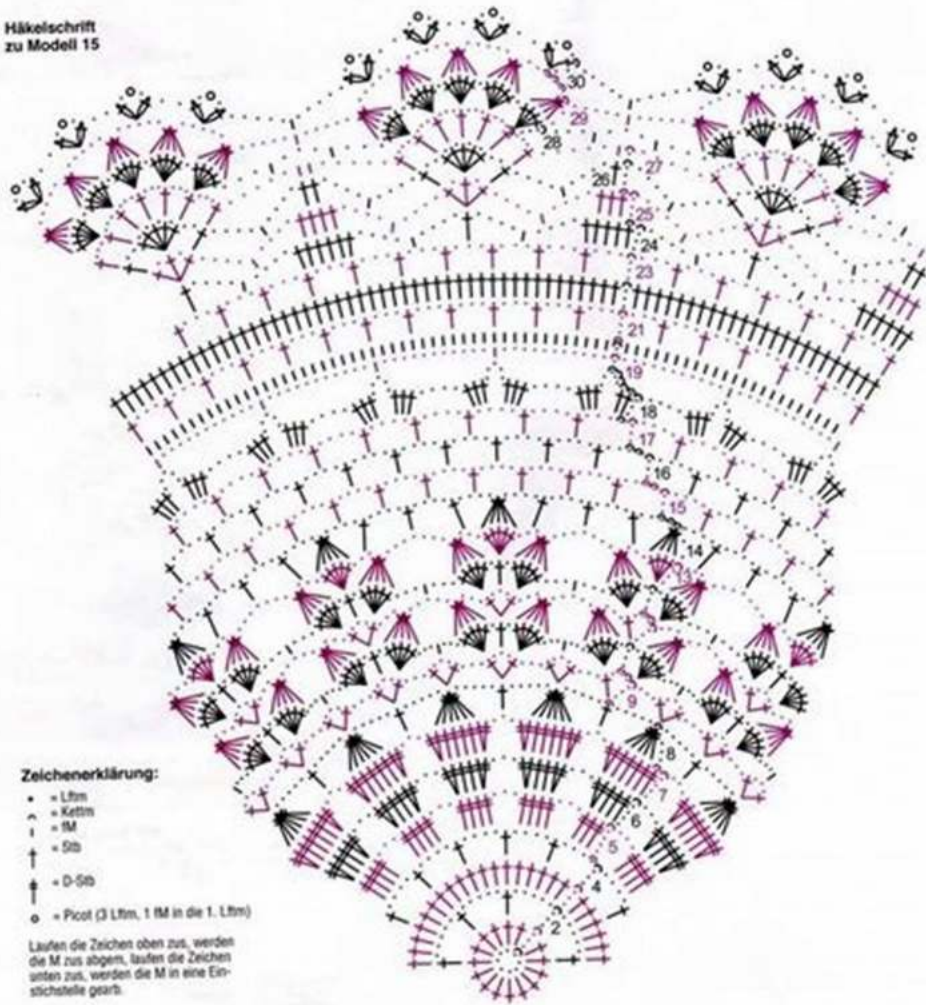 Häkelschrift
zu Modell 15
30
29
28
27
26
25
24
23
21
19
18
17
16
15
14
9
8
7
6
5
4
2
Zeichenerklärung:
• = Lftm
= Kettm
= fM
= Stb
= D-Stb
= Picot (3 Lftm, 1 fM in die 1. Lftm)
Laufen die Zeichen oben zus, werden
die M zus abgem, laufen die Zeichen
unten zus, werden die M in eine Ein-
stichstelle gearb.